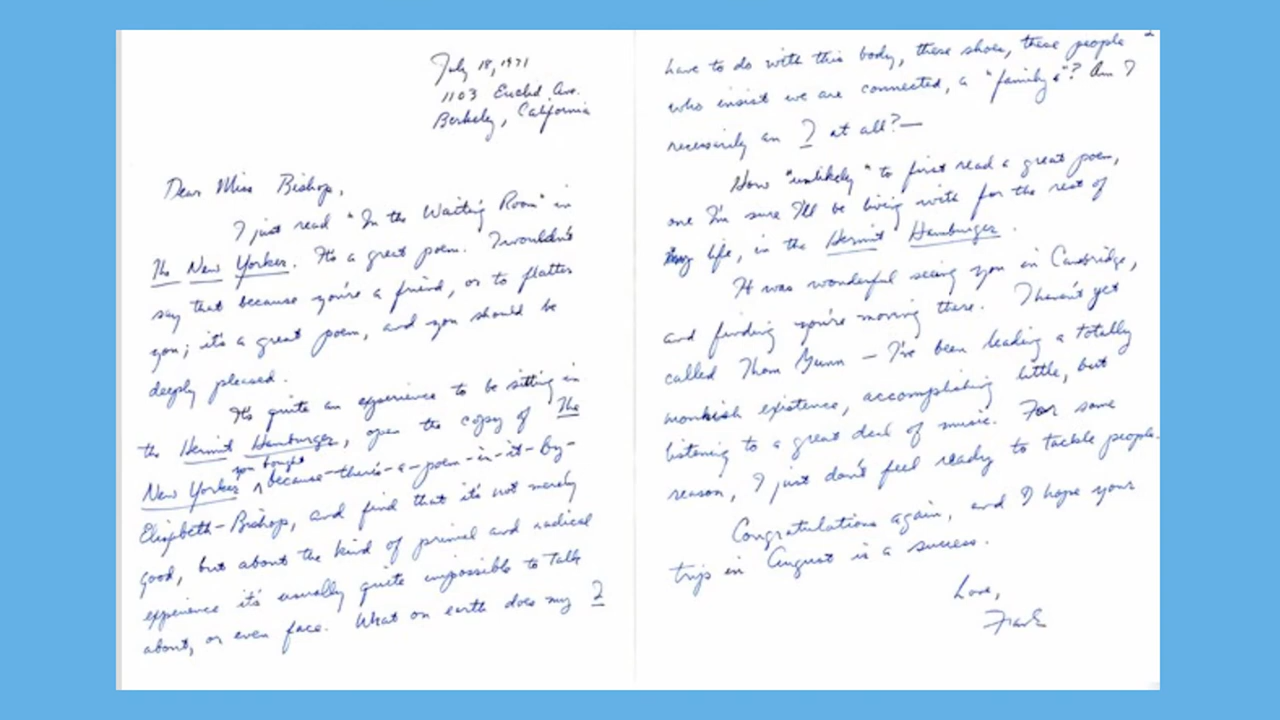 July 18, 1971
1103 Euclid Ave.
Berkeley, California
Dear Miss Bishop,
I just read "In the Waiting Room" in
The New Yorker. It's a great poem. I wouldn't
say that because you're a friend, or to flatter
you; it's a great poem, and you should be
deeply pleased.
It's quite an experience to be sitting in
the Hermit Hamburger, open the copy of The
you bought
New Yorker because-there's-a-poem-in-it-by-
Elizabeth-Bishop, and find that it's not merely
good, but about the kind of primal and radical
experience it's usually quite impossible to talk
about, or even face. What on earth does my I
2
have to do with this body, these shoes, these people
who insist we are connected, a "family"? Am I
necessarily an I at all?—
How "unlikely" to first read a great poem,
one I'm sure I'll be living with for the rest of
my life, in the Hermit Hamburger.
It was wonderful seeing you in Cambridge,
and finding you're moving there. I haven't yet
called Thom Gunn — I've been leading a totally
monkish existence, accomplishing little, but
listening to a great deal of music. For some
reason, I just don't feel ready to tackle people.
Congratulations again, and I hope your
trip in August is a success.
Love,
Frank